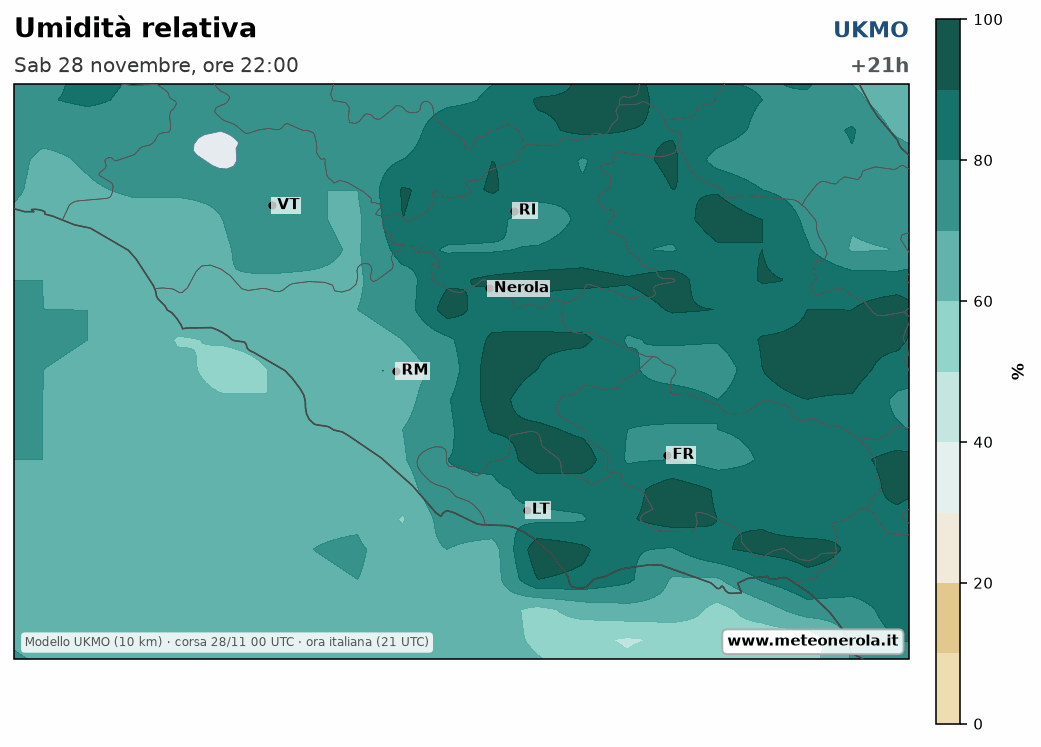 Umidità relativa
UKMO
Sab 28 novembre, ore 22:00
+21h
100
80
60
40
20
0
%
VT
RI
Nerola
RM
FR
LT
Modello UKMO (10 km) · corsa 28/11 00 UTC · ora italiana (21 UTC)
www.meteonerola.it